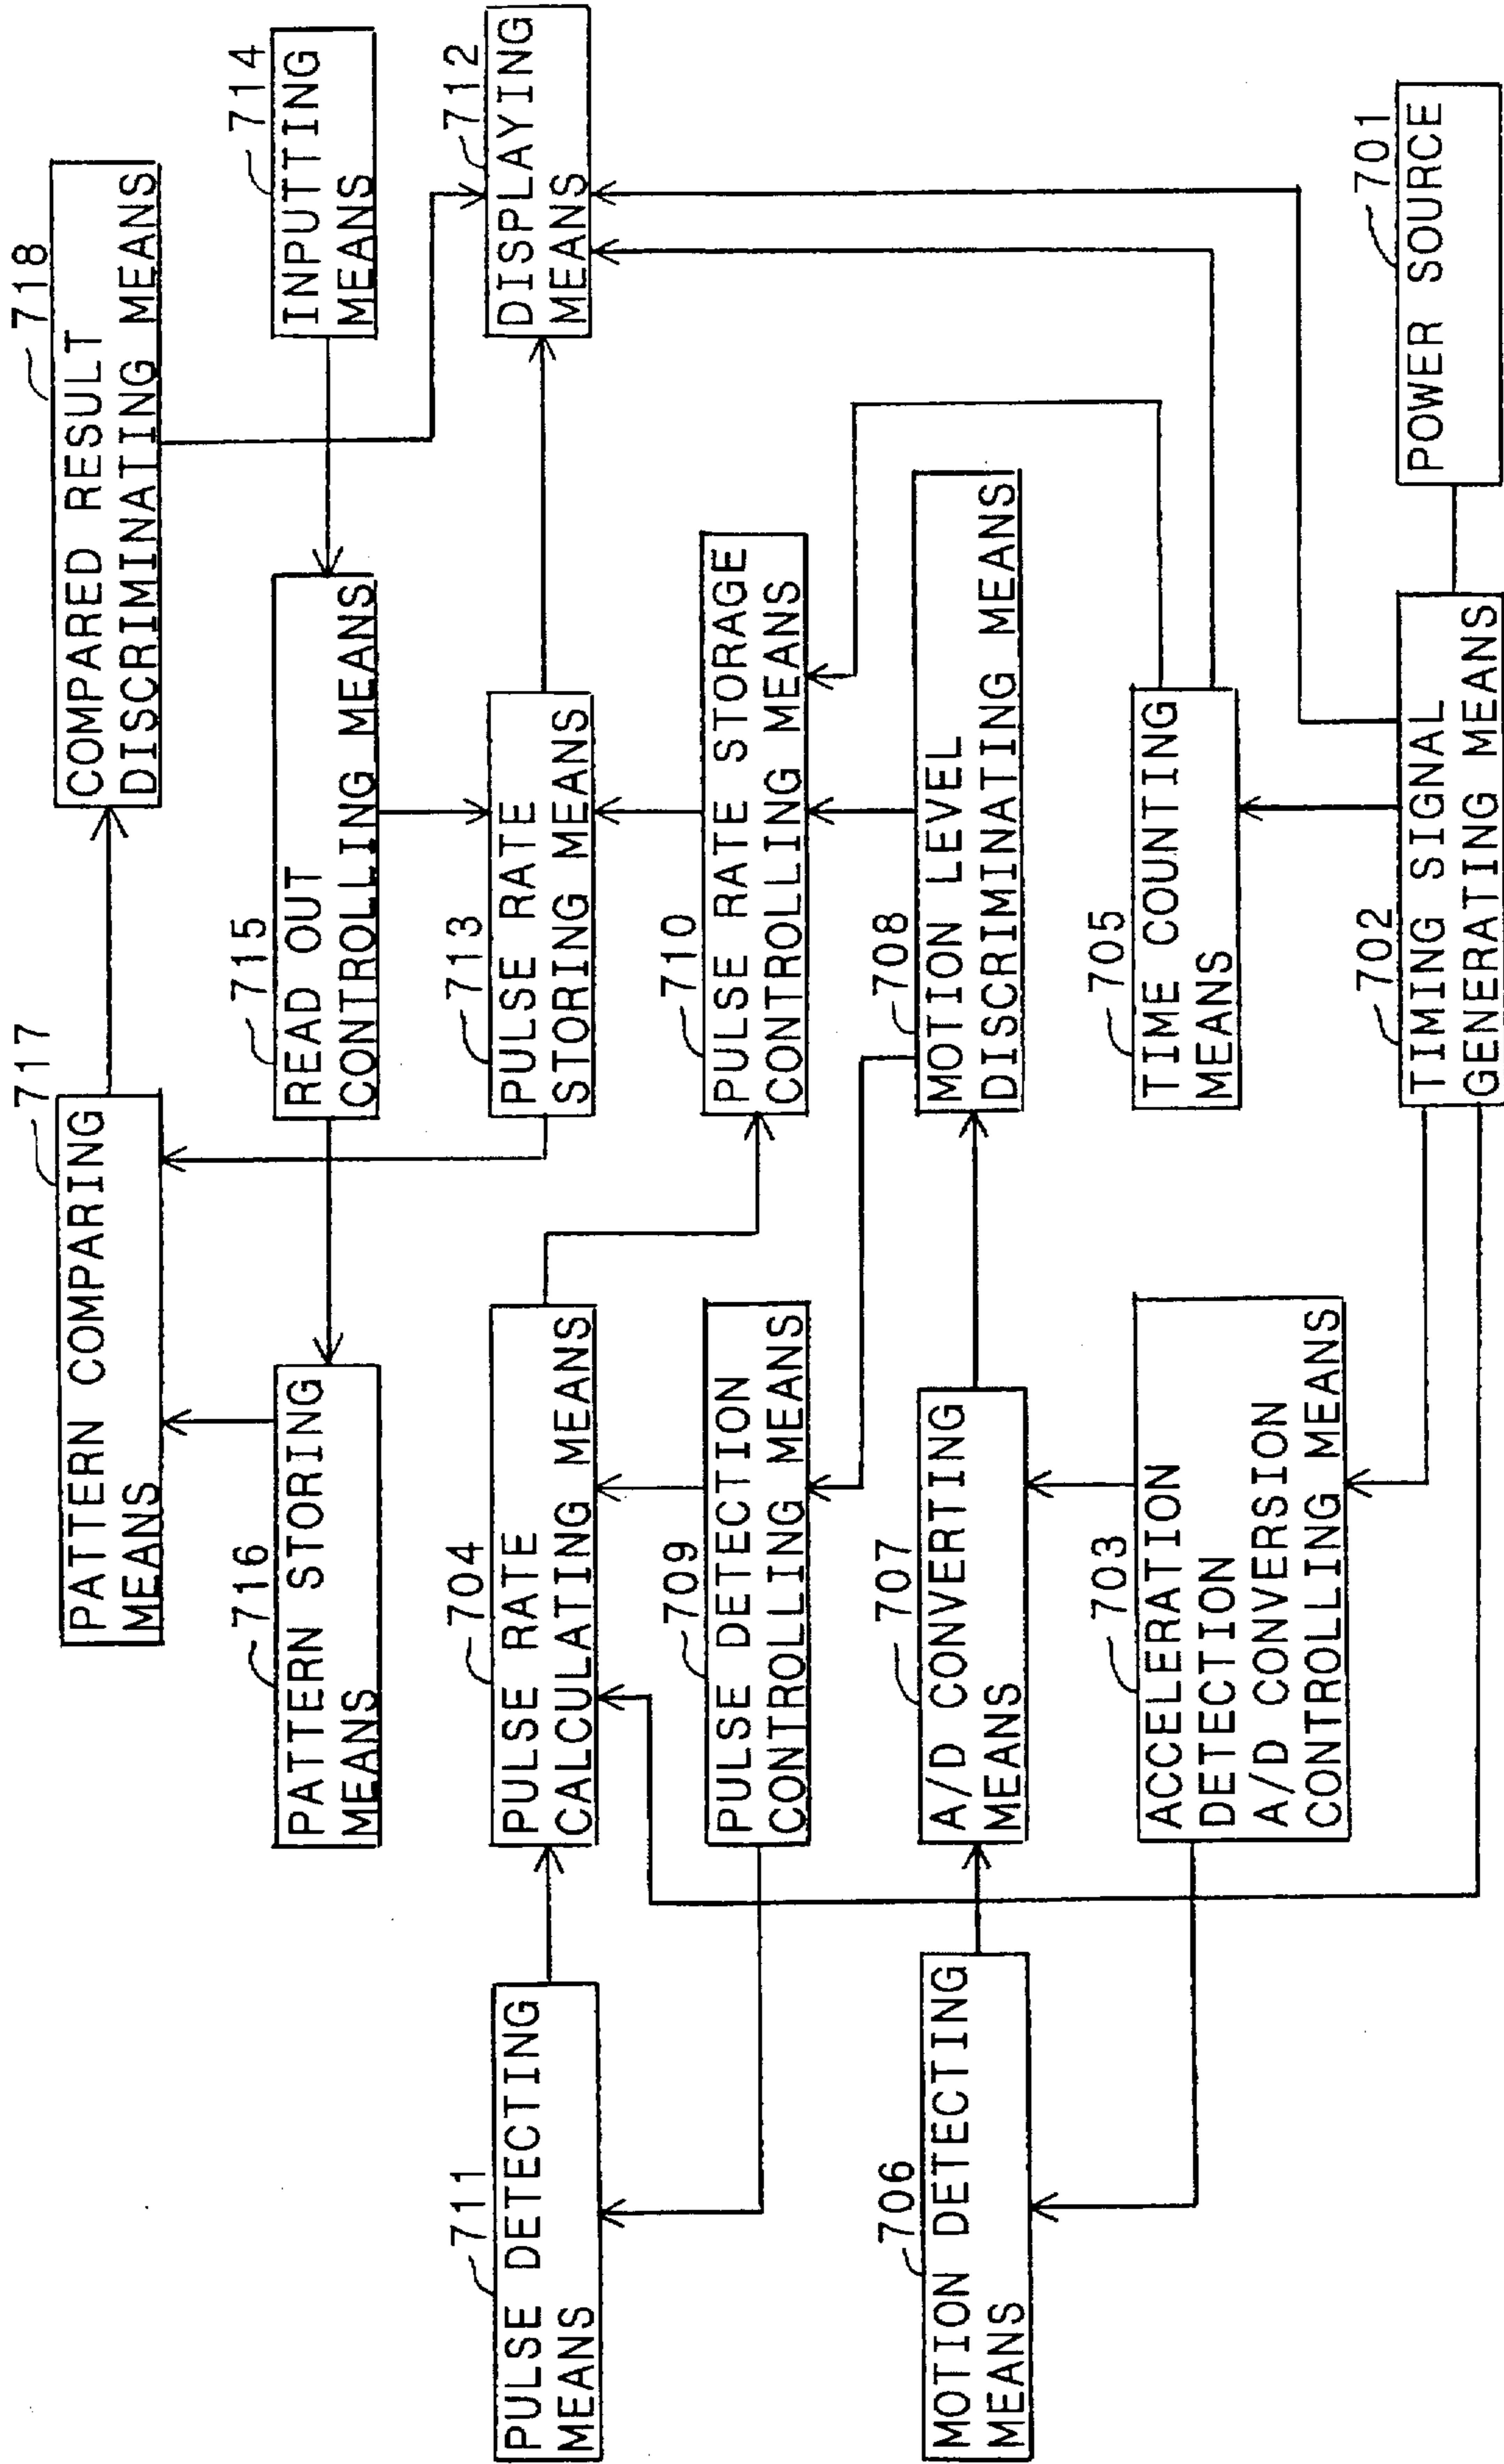 717
PATTERN COMPARING
MEANS
718
COMPARED RESULT
DISCRIMINATING MEANS
716
PATTERN STORING
MEANS
715
READ OUT
CONTROLLING MEANS
714
INPUTTING
MEANS
711
PULSE DETECTING
MEANS
704
PULSE RATE
CALCULATING MEANS
713
PULSE RATE
STORING MEANS
712
DISPLAYING
MEANS
709
PULSE DETECTION
CONTROLLING MEANS
710
PULSE RATE STORAGE
CONTROLLING MEANS
706
MOTION DETECTING
MEANS
707
A/D CONVERTING
MEANS
708
MOTION LEVEL
DISCRIMINATING MEANS
703
ACCELERATION
DETECTION
A/D CONVERSION
CONTROLLING MEANS
705
TIME COUNTING
MEANS
702
TIMING SIGNAL
GENERATING MEANS
701
POWER SOURCE